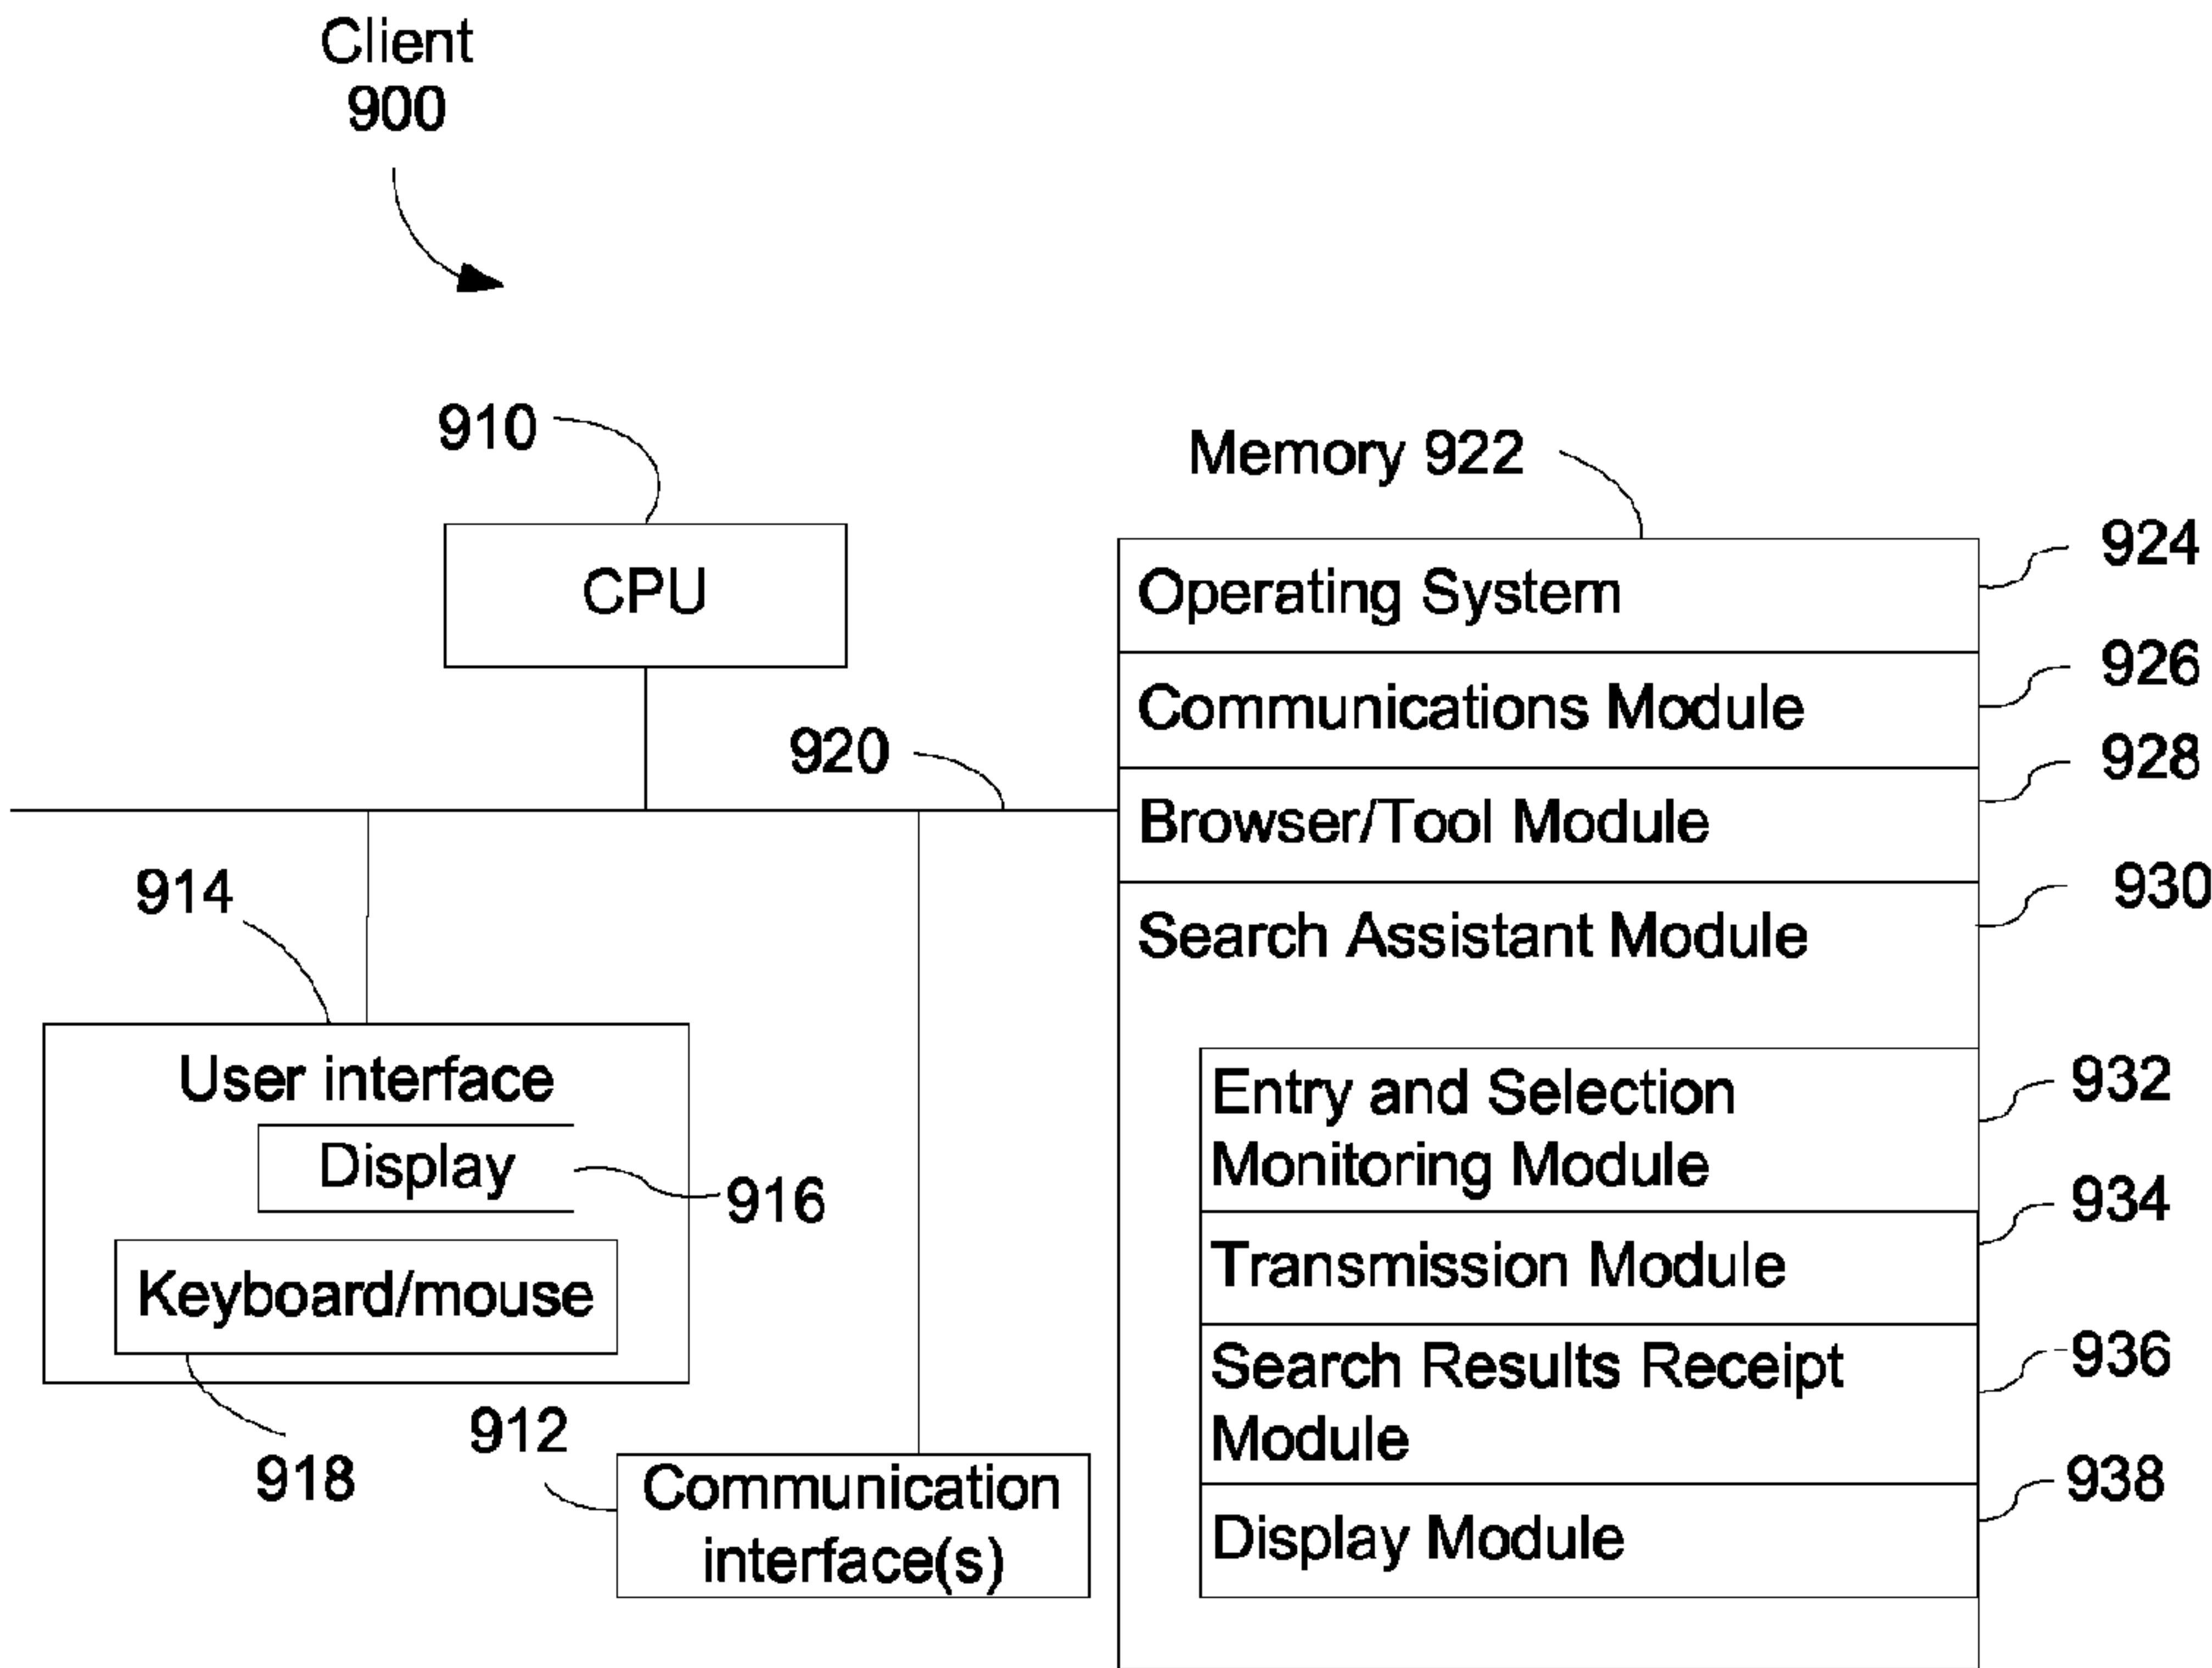 Client
900
910
CPU
920
914
User interface
Display
916
Keyboard/mouse
918
912
Communication
interface(s)
Memory 922
Operating System
924
Communications Module
926
Browser/Tool Module
928
Search Assistant Module
930
Entry and Selection
Monitoring Module
932
Transmission Module
934
Search Results Receipt
Module
936
Display Module
938